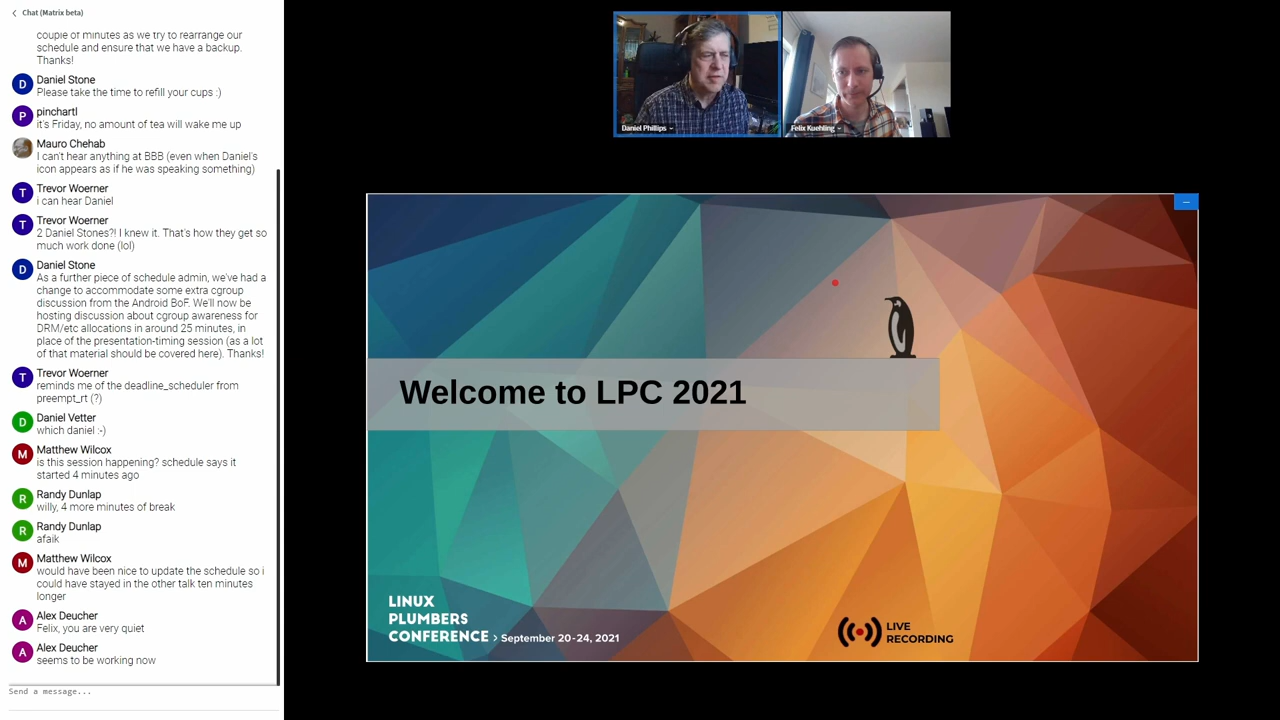 Chat (Matrix beta)
couple of minutes as we try to rearrange our
schedule and ensure that we have a backup.
Thanks!
D
Daniel Stone
Please take the time to refill your cups :)
P
pinchartl
it's Friday, no amount of tea will wake me up
Mauro Chehab
I can't hear anything at BBB (even when Daniel's
icon appears as if he was speaking something)
T
Trevor Woerner
i can hear Daniel
T
Trevor Woerner
2 Daniel Stones?! I knew it. That's how they get so
much work done (lol)
D
Daniel Stone
As a further piece of schedule admin, we've had a
change to accommodate some extra cgroup
discussion from the Android BoF. We'll now be
hosting discussion about cgroup awareness for
DRM/etc allocations in around 25 minutes, in
place of the presentation-timing session (as a lot
of that material should be covered here). Thanks!
T
Trevor Woerner
reminds me of the deadline_scheduler from
preempt_rt (?)
D
Daniel Vetter
which daniel :-)
M
Matthew Wilcox
is this session happening? schedule says it
started 4 minutes ago
R
Randy Dunlap
willy, 4 more minutes of break
R
Randy Dunlap
afaik
M
Matthew Wilcox
would have been nice to update the schedule so i
could have stayed in the other talk ten minutes
longer
A
Alex Deucher
Felix, you are very quiet
A
Alex Deucher
seems to be working now
Send a message...
Daniel Phillips
Felix Kuehling
Welcome to LPC 2021
LINUX
PLUMBERS
CONFERENCE > September 20-24, 2021
LIVE
RECORDING